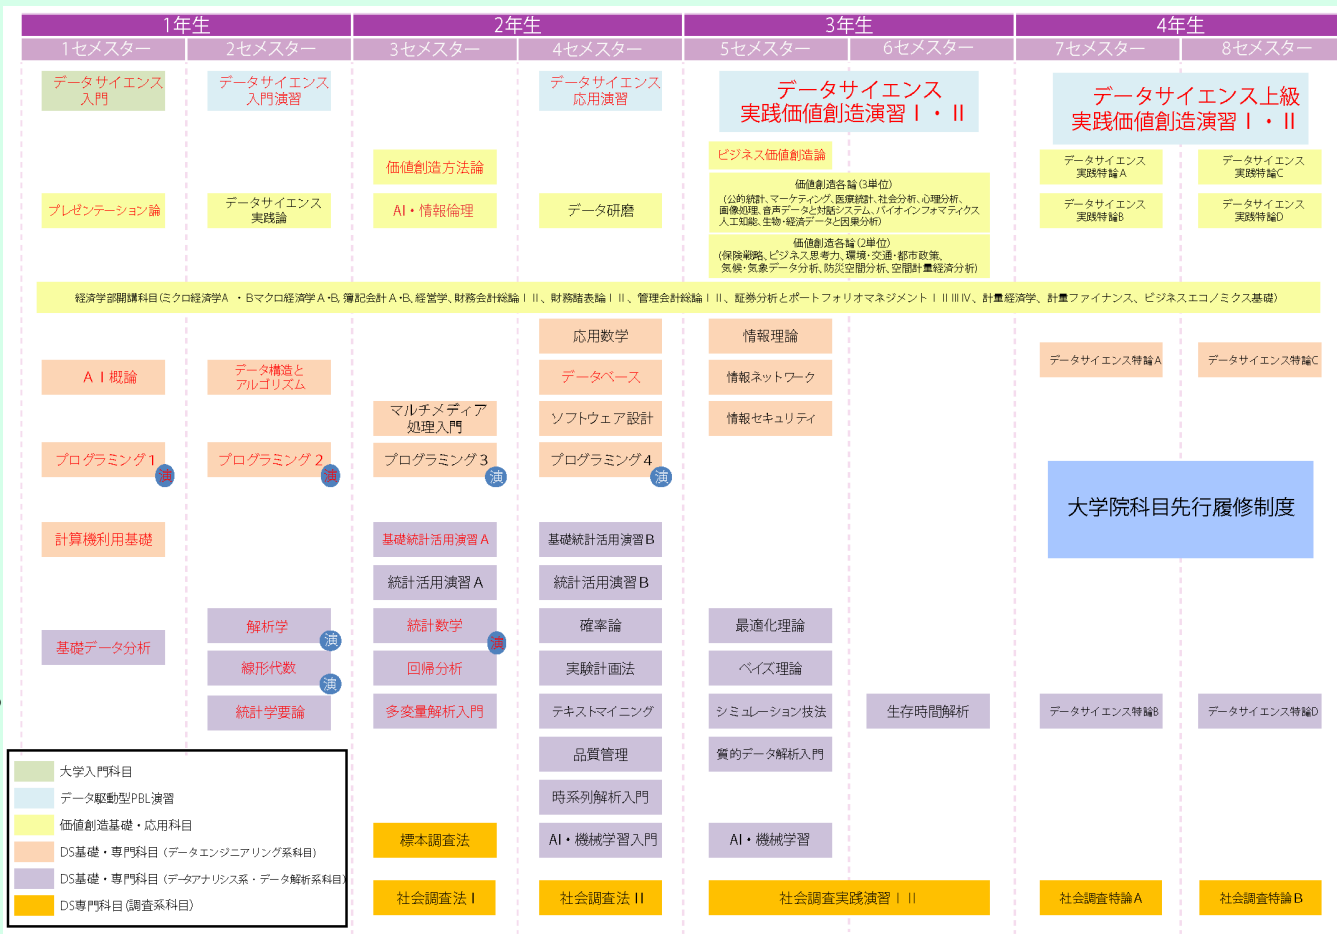 1年生
2年生
3年生
4年生
1セメスター
2セメスター
3セメスター
4セメスター
5セメスター
6セメスター
7セメスター
8セメスター
データサイエンス
入門
データサイエンス
入門演習
データサイエンス
応用演習
データサイエンス
実践価値創造演習Ⅰ・Ⅱ
データサイエンス上級
実践価値創造演習Ⅰ・Ⅱ
価値創造方法論
ビジネス価値創造論
データサイエンス
実践特論A
データサイエンス
実践特論C
プレゼンテーション論
データサイエンス
実践論
AI・情報倫理
データ研磨
価値創造各論(3単位)
(公的統計、マーケティング、医療統計、社会分析、心理分析、
画像処理、音声データと対話システム、バイオインフォマティクス
人工知能、生物・経済データと因果分析)
データサイエンス
実践特論B
データサイエンス
実践特論D
価値創造各論(2単位)
(保険戦略、ビジネス思考力、環境・交通・都市政策、
気候・気象データ分析、防災空間分析、空間計量経済分析)
経済学部開講科目(ミクロ経済学A ・Bマクロ経済学A・B、簿記会計A・B、経営学、財務会計総論ⅠⅡ、財務諸表論ⅠⅡ、管理会計総論ⅠⅡ、証券分析とポートフォリオマネジメントⅠⅡⅢⅣ、計量経済学、計量ファイナンス、ビジネスエコノミクス基礎)
応用数学
情報理論
AI概論
データ構造と
アルゴリズム
データベース
情報ネットワーク
データサイエンス特論A
データサイエンス特論C
マルチメディア
処理入門
ソフトウェア設計
情報セキュリティ
プログラミング1
演
プログラミング2
演
プログラミング3
演
プログラミング4
演
大学院科目先行履修制度
計算機利用基礎
基礎統計活用演習A
基礎統計活用演習B
統計活用演習A
統計活用演習B
基礎データ分析
解析学
演
統計数学
演
確率論
最適化理論
線形代数
演
回帰分析
実験計画法
ベイズ理論
統計学要論
多変量解析入門
テキストマイニング
シミュレーション技法
生存時間解析
データサイエンス特論B
データサイエンス特論D
品質管理
質的データ解析入門
時系列解析入門
標本調査法
AI・機械学習入門
AI・機械学習
社会調査法Ⅰ
社会調査法Ⅱ
社会調査実践演習ⅠⅡ
社会調査特論A
社会調査特論B
大学入門科目
データ駆動型PBL演習
価値創造基礎・応用科目
DS基礎・専門科目(データエンジニアリング系科目)
DS基礎・専門科目(データアナリシス系・データ解析系科目)
DS専門科目(調査系科目)